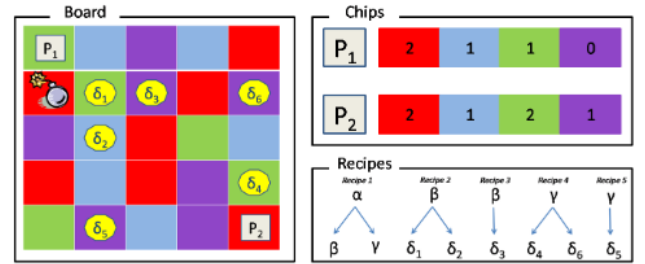 Board
P1
δ1 δ3 δ6
δ2
δ4
δ5 P2
Chips
P1 2 1 1 0
P2 2 1 2 1
Recipes
Recipe 1 Recipe 2 Recipe 3 Recipe 4 Recipe 5
α β β γ γ
β γ δ1 δ2 δ3 δ4 δ6 δ5